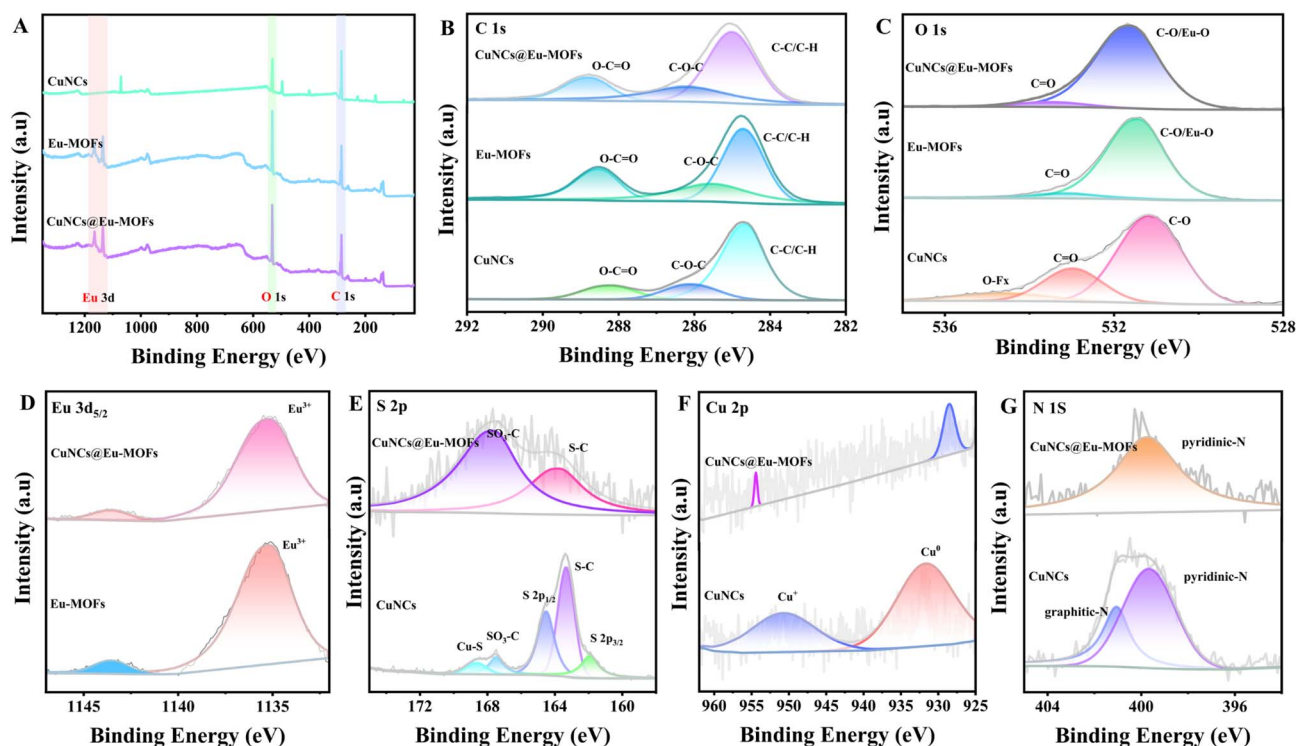 A
CuNCs
Eu-MOFs
CuNCs@Eu-MOFs
Eu 3d
O 1s
C 1s
1200 1000 800 600 400 200
Binding Energy (eV)
Intensity (a.u)
B
C 1s
CuNCs@Eu-MOFs
O-C=O
C-O-C
C-C/C-H
Eu-MOFs
O-C=O
C-O-C
C-C/C-H
CuNCs
O-C=O
C-O-C
C-C/C-H
292 290 288 286 284 282
Binding Energy (eV)
Intensity (a.u)
C
O 1s
C-O/Eu-O
CuNCs@Eu-MOFs
C=O
C-O/Eu-O
Eu-MOFs
C=O
C-O
CuNCs
C=O
O-Fx
536 532 528
Binding Energy (eV)
Intensity (a.u)
D
Eu 3d5/2
Eu³⁺
CuNCs@Eu-MOFs
Eu³⁺
Eu-MOFs
1145 1140 1135
Binding Energy (eV)
Intensity (a.u)
E
S 2p
CuNCs@Eu-MOFs
SO₃-C
S-C
S-C
CuNCs
S 2p1/2
SO₃-C
Cu-S
S 2p3/2
172 168 164 160
Binding Energy (eV)
Intensity (a.u)
F
Cu 2p
CuNCs@Eu-MOFs
Cu⁰
CuNCs
Cu⁺
960 955 950 945 940 935 930 925
Binding Energy (eV)
Intensity (a.u)
G
N 1S
CuNCs@Eu-MOFs
pyridinic-N
CuNCs
pyridinic-N
graphitic-N
404 400 396
Binding Energy (eV)
Intensity (a.u)